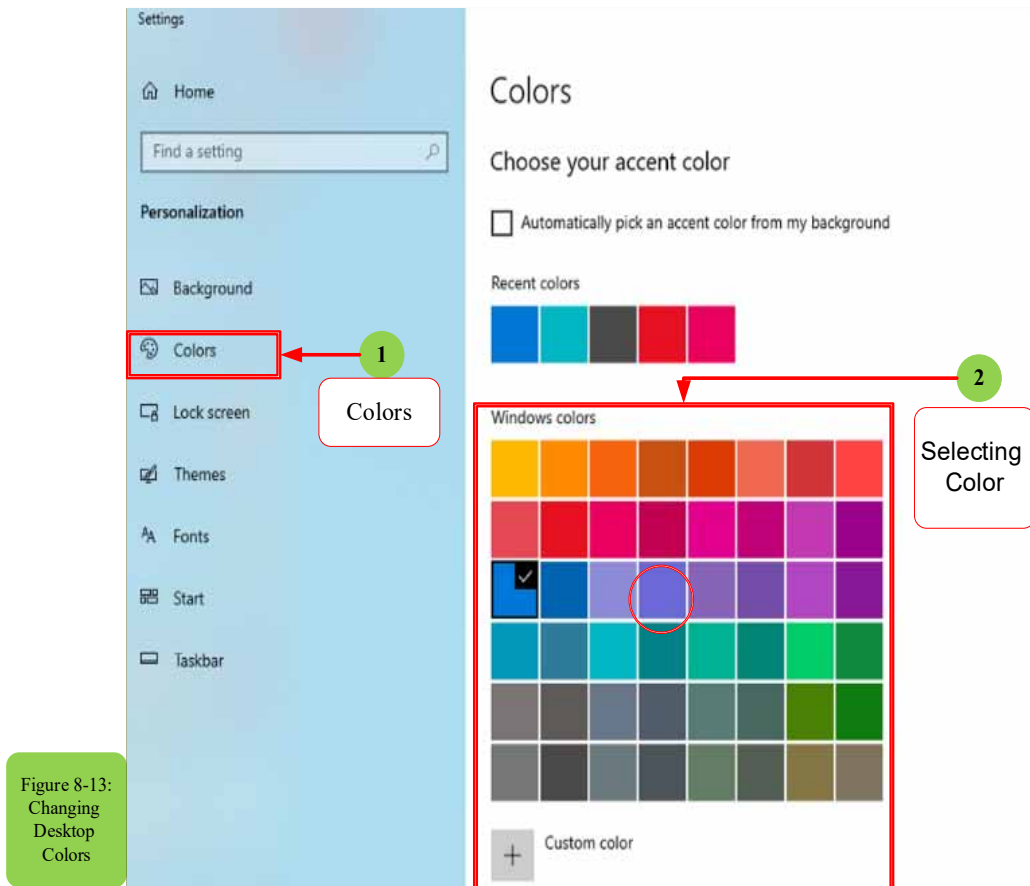 Settings
Home
Find a setting
Personalization
Background
Colors
Lock screen
Themes
Fonts
Start
Taskbar
1
Colors
Colors
Choose your accent color
Automatically pick an accent color from my background
Recent colors
2
Selecting
Color
Windows colors
Custom color
Figure 8-13:
Changing
Desktop
Colors